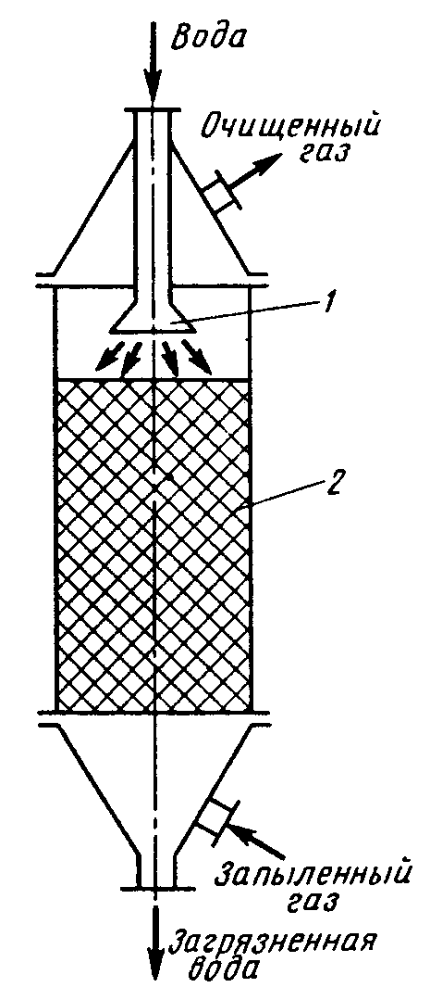 Вода
Очищенный
газ
1
2
Запыленный
газ
Загрязненная
вода